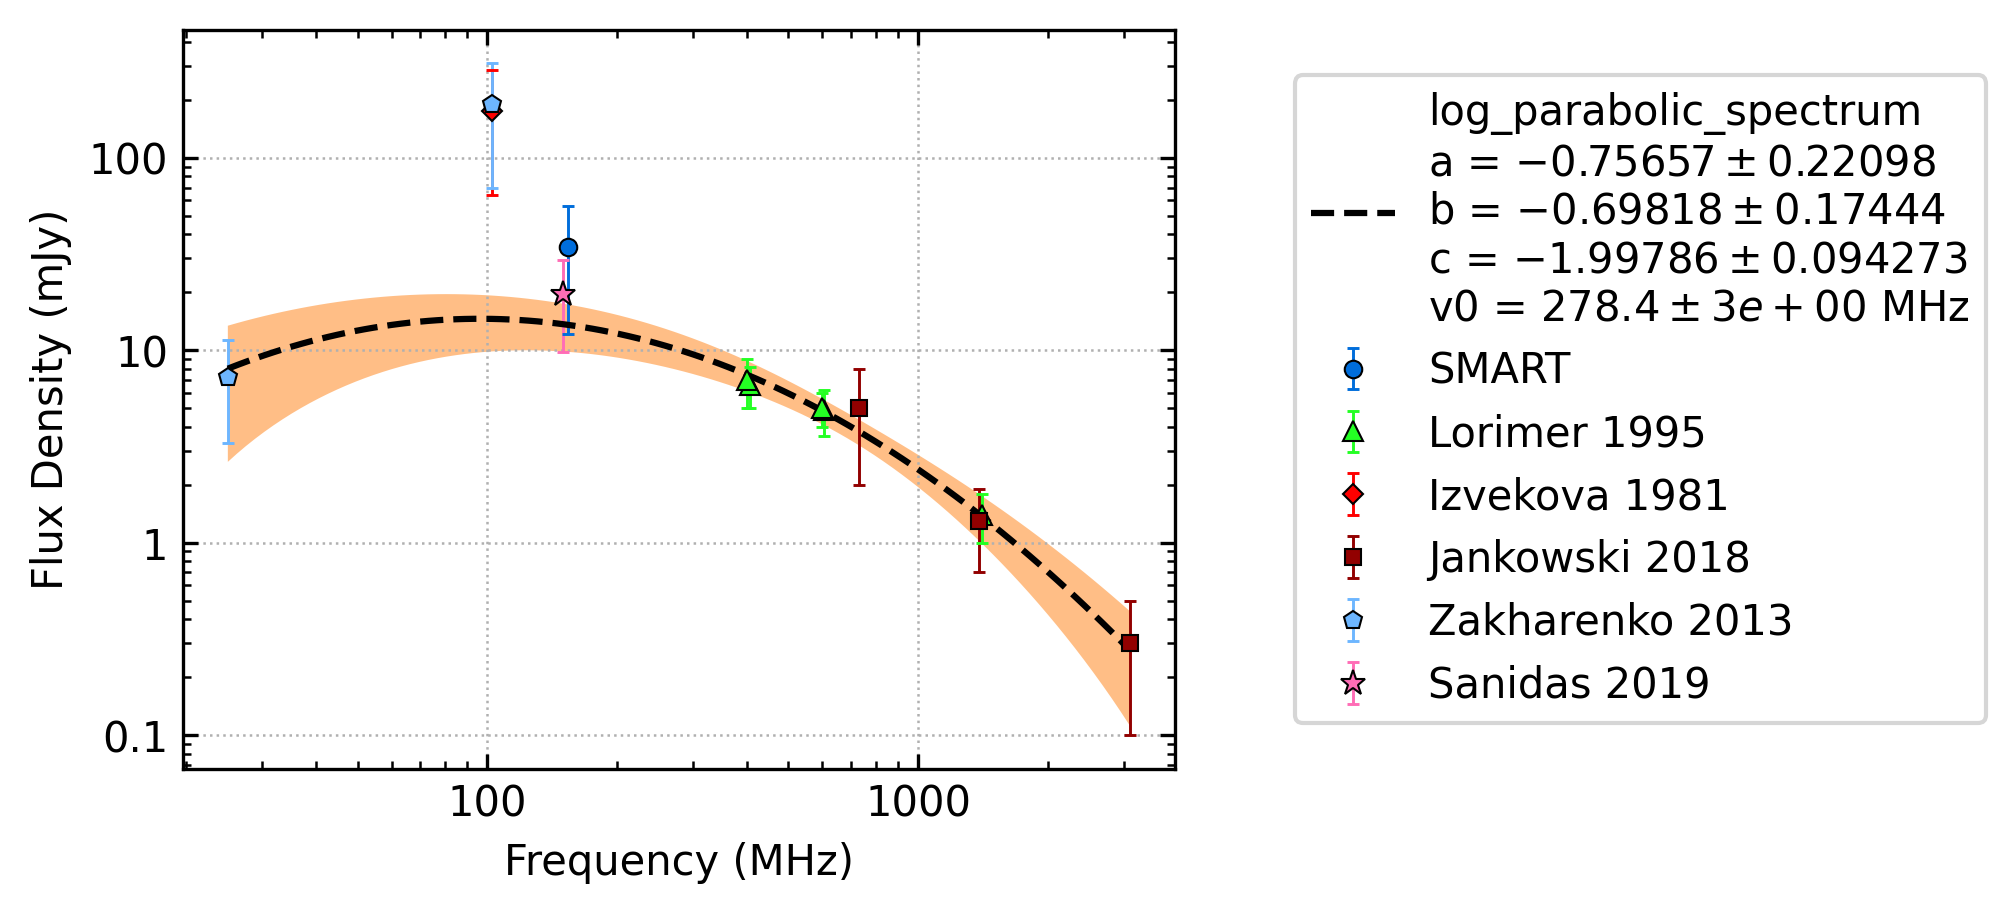 100
10
1
0.1
Flux Density (mJy)
100
1000
Frequency (MHz)
log_parabolic_spectrum
a = −0.75657 ± 0.22098
b = −0.69818 ± 0.17444
c = −1.99786 ± 0.094273
v0 = 278.4 ± 3e + 00 MHz
SMART
Lorimer 1995
Izvekova 1981
Jankowski 2018
Zakharenko 2013
Sanidas 2019